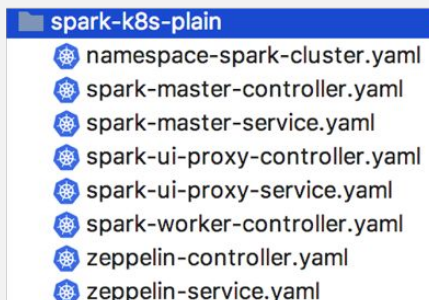 spark-k8s-plain
namespace-spark-cluster.yaml
spark-master-controller.yaml
spark-master-service.yaml
spark-ui-proxy-controller.yaml
spark-ui-proxy-service.yaml
spark-worker-controller.yaml
zeppelin-controller.yaml
zeppelin-service.yaml